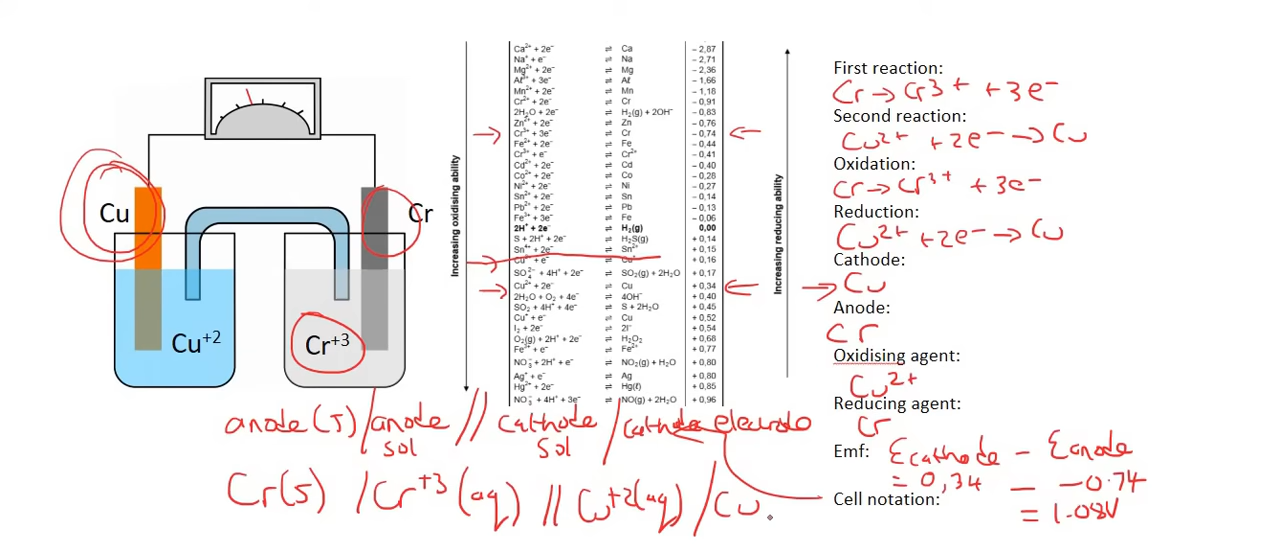 Cu
Cr
Cu+2
Cr+3
Increasing oxidising ability
Ca2+ + 2e− ⇌ Ca − 2,87
Na+ + e− ⇌ Na − 2,71
Mg2+ + 2e− ⇌ Mg − 2,36
Aℓ3+ + 3e− ⇌ Aℓ − 1,66
Mn2+ + 2e− ⇌ Mn − 1,18
Cr2+ + 2e− ⇌ Cr − 0,91
2H2O + 2e− ⇌ H2(g) + 2OH− − 0,83
Zn2+ + 2e− ⇌ Zn − 0,76
Cr3+ + 3e− ⇌ Cr − 0,74
Fe2+ + 2e− ⇌ Fe − 0,44
Cr3+ + e− ⇌ Cr2+ − 0,41
Cd2+ + 2e− ⇌ Cd − 0,40
Co2+ + 2e− ⇌ Co − 0,28
Ni2+ + 2e− ⇌ Ni − 0,27
Sn2+ + 2e− ⇌ Sn − 0,14
Pb2+ + 2e− ⇌ Pb − 0,13
Fe3+ + 3e− ⇌ Fe − 0,06
2H+ + 2e− ⇌ H2(g) 0,00
S + 2H+ + 2e− ⇌ H2S(g) + 0,14
Sn4+ + 2e− ⇌ Sn2+ + 0,15
Cu2+ + e− ⇌ Cu+ + 0,16
SO42− + 4H+ + 2e− ⇌ SO2(g) + 2H2O + 0,17
Cu2+ + 2e− ⇌ Cu + 0,34
2H2O + O2 + 4e− ⇌ 4OH− + 0,40
SO2 + 4H+ + 4e− ⇌ S + 2H2O + 0,45
Cu+ + e− ⇌ Cu + 0,52
I2 + 2e− ⇌ 2I− + 0,54
O2(g) + 2H+ + 2e− ⇌ H2O2 + 0,68
Fe3+ + e− ⇌ Fe2+ + 0,77
NO3− + 2H+ + e− ⇌ NO2(g) + H2O + 0,80
Ag+ + e− ⇌ Ag + 0,80
Hg2+ + 2e− ⇌ Hg(ℓ) + 0,85
NO3− + 4H+ + 3e− ⇌ NO(g) + 2H2O + 0,96
Increasing reducing ability
First reaction:
Cr → Cr3+ + 3e−
Second reaction:
Cu2+ + 2e− → Cu
Oxidation:
Cr → Cr3+ + 3e−
Reduction:
Cu2+ + 2e− → Cu
Cathode:
→ Cu
Anode:
Cr
Oxidising agent:
Cu2+
Reducing agent:
Cr
Emf: Ecathode − Eanode
= 0,34 − −0.74
= 1.08V
Cell notation:
anode(s) / anode sol // cathode sol / cathode electrode
Cr(s) / Cr+3 (aq) // Cu+2(aq) / Cu